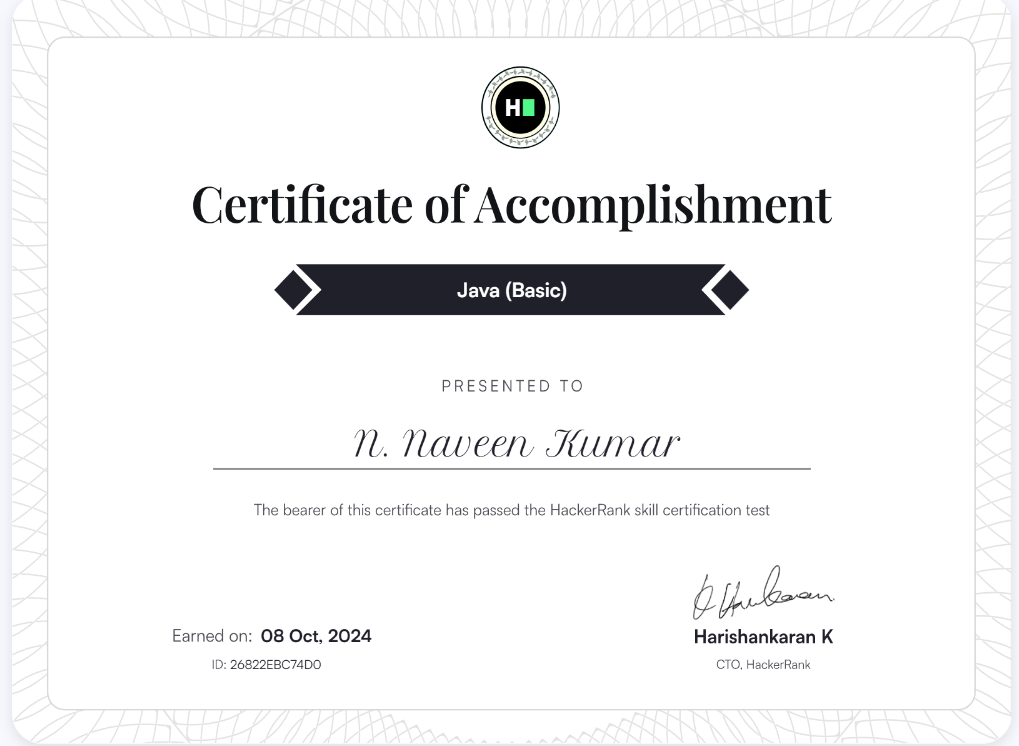 H
Certificate of Accomplishment
Java (Basic)
PRESENTED TO
N. Naveen Kumar
The bearer of this certificate has passed the HackerRank skill certification test
Earned on: 08 Oct, 2024
ID: 26822EBC74D0
Harishankaran K
CTO, HackerRank